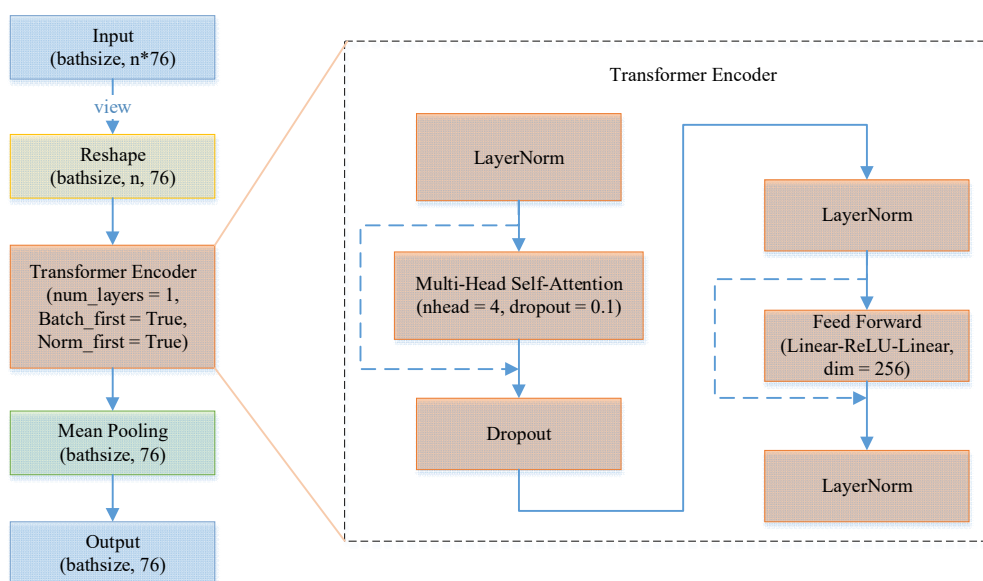 Input
(bathsize, n*76)
view
Reshape
(bathsize, n, 76)
Transformer Encoder
(num_layers = 1,
Batch_first = True,
Norm_first = True)
Mean Pooling
(bathsize, 76)
Output
(bathsize, 76)
Transformer Encoder
LayerNorm
Multi-Head Self-Attention
(nhead = 4, dropout = 0.1)
Dropout
LayerNorm
Feed Forward
(Linear-ReLU-Linear,
dim = 256)
LayerNorm